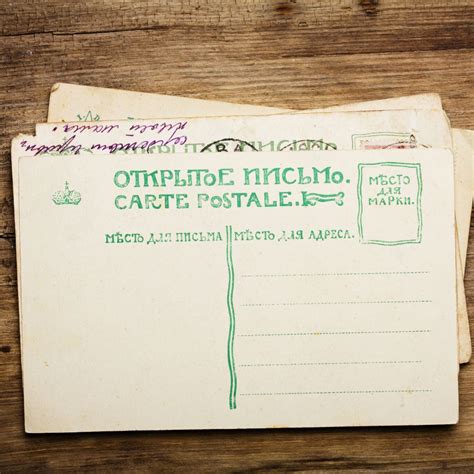 ОТКРЫТОЕ ПИСЬМО.
CARTE POSTALE.
МѢСТО
ДЛЯ
МАРКИ.
МѢСТО ДЛЯ ПИСЬМА
МѢСТО ДЛЯ АДРЕСА.